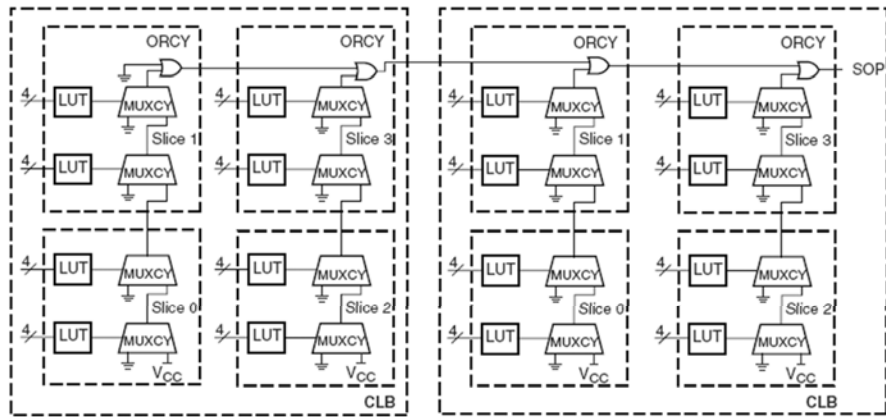 ORCY ORCY ORCY ORCY
SOP
4 LUT MUXCY 4 LUT MUXCY 4 LUT MUXCY 4 LUT MUXCY
Slice 1 Slice 3 Slice 1 Slice 3
4 LUT MUXCY 4 LUT MUXCY 4 LUT MUXCY 4 LUT MUXCY
4 LUT MUXCY 4 LUT MUXCY 4 LUT MUXCY 4 LUT MUXCY
Slice 0 Slice 2 Slice 0 Slice 2
4 LUT MUXCY 4 LUT MUXCY 4 LUT MUXCY 4 LUT MUXCY
VCC VCC VCC VCC
CLB CLB